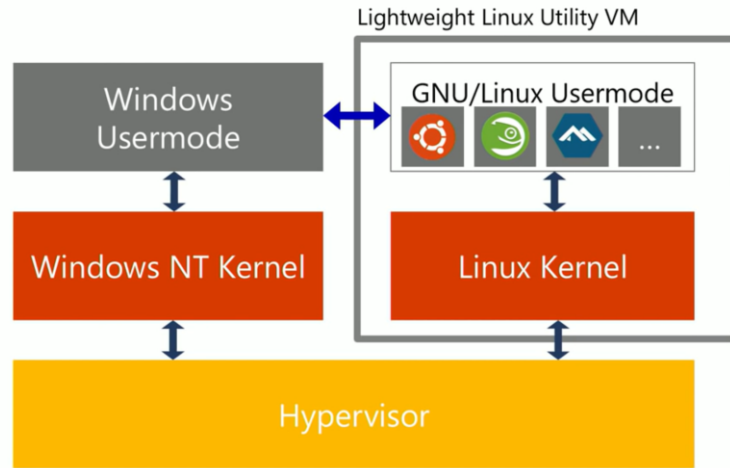 Lightweight Linux Utility VM
Windows
Usermode
GNU/Linux Usermode
...
Windows NT Kernel
Linux Kernel
Hypervisor